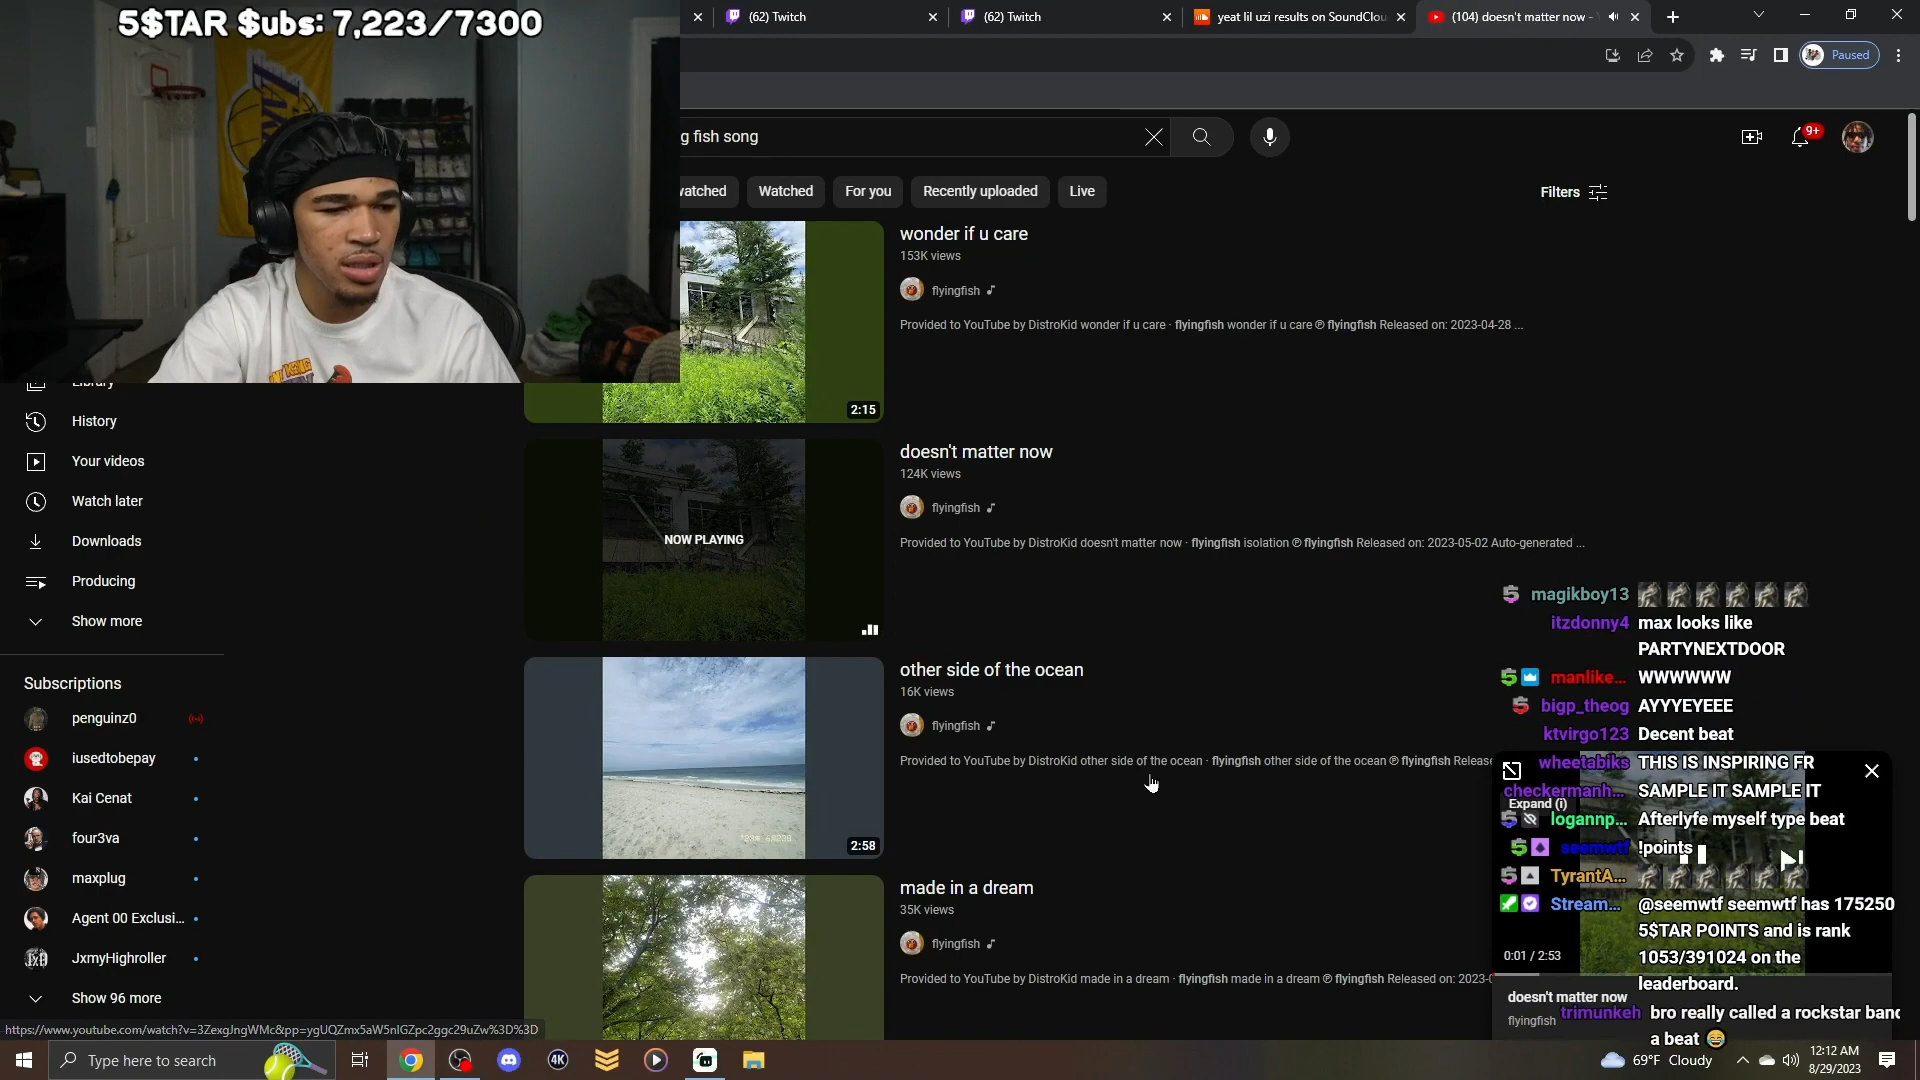 5$TAR $ubs: 7,223/7300
(62) Twitch
(62) Twitch
yeat lil uzi results on SoundClou
(104) doesn't matter now -
Paused
g fish song
9+
watched
Watched
For you
Recently uploaded
Live
Filters
wonder if u care
153K views
flyingfish
Provided to YouTube by DistroKid wonder if u care · flyingfish wonder if u care ℗ flyingfish Released on: 2023-04-28 ...
2:15
Library
History
Your videos
Watch later
Downloads
Producing
Show more
Subscriptions
penguinz0
iusedtobepay
Kai Cenat
four3va
maxplug
Agent 00 Exclusi...
JxmyHighroller
Show 96 more
doesn't matter now
124K views
flyingfish
Provided to YouTube by DistroKid doesn't matter now · flyingfish isolation ℗ flyingfish Released on: 2023-05-02 Auto-generated ...
NOW PLAYING
other side of the ocean
16K views
flyingfish
Provided to YouTube by DistroKid other side of the ocean · flyingfish other side of the ocean ℗ flyingfish Release
2:58
made in a dream
35K views
flyingfish
Provided to YouTube by DistroKid made in a dream · flyingfish made in a dream ℗ flyingfish Released on: 2023-0
magikboy13
itzdonny4 max looks like
PARTYNEXTDOOR
manlike... WWWWWW
bigp_theog AYYYEYEEE
ktvirgo123 Decent beat
wheetabiks THIS IS INSPIRING FR
checkermanh... SAMPLE IT SAMPLE IT
Expand (i)
logannp... Afterlyfe myself type beat
seemwtf !points
TyrantA...
Stream... @seemwtf seemwtf has 175250
5$TAR POINTS and is rank
1053/391024 on the
leaderboard.
0:01 / 2:53
doesn't matter now
flyingfish
trimunkeh bro really called a rockstar band
a beat
https://www.youtube.com/watch?v=3ZexgJngWMc&pp=ygUQZmx5aW5nIGZpc2ggc29uZw%3D%3D
Type here to search
4K
69°F Cloudy
12:12 AM
8/29/2023